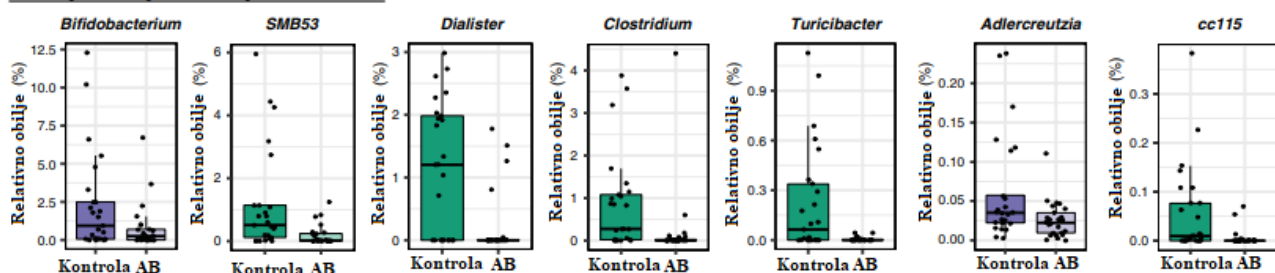 Bifidobacterium SMB53 Dialister Clostridium Turicibacter Adlercreutzia cc115
Relativno obilje (%)
12.5
10.0
7.5
5.0
2.5
0.0
Kontrola AB
Relativno obilje (%)
6
4
2
0
Kontrola AB
Relativno obilje (%)
3
2
1
0
Kontrola AB
Relativno obilje (%)
4
2
0
Kontrola AB
Relativno obilje (%)
0.9
0.6
0.3
0.0
Kontrola AB
Relativno obilje (%)
0.20
0.15
0.10
0.05
0.00
Kontrola AB
Relativno obilje (%)
0.3
0.2
0.1
0.0
Kontrola AB